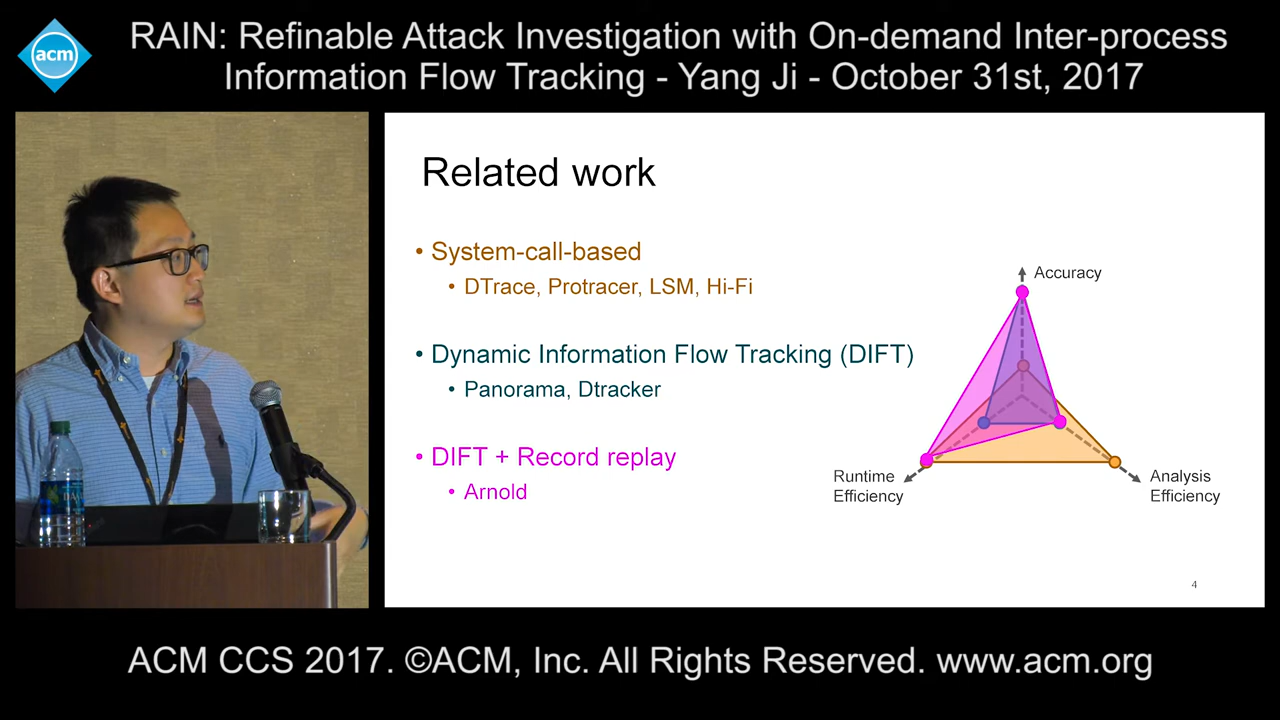 acm
RAIN: Refinable Attack Investigation with On-demand Inter-process
Information Flow Tracking - Yang Ji - October 31st, 2017
Related work
• System-call-based
• DTrace, Protracer, LSM, Hi-Fi
• Dynamic Information Flow Tracking (DIFT)
• Panorama, Dtracker
• DIFT + Record replay
• Arnold
Accuracy
Runtime
Efficiency
Analysis
Efficiency
4
ACM CCS 2017. ©ACM, Inc. All Rights Reserved. www.acm.org